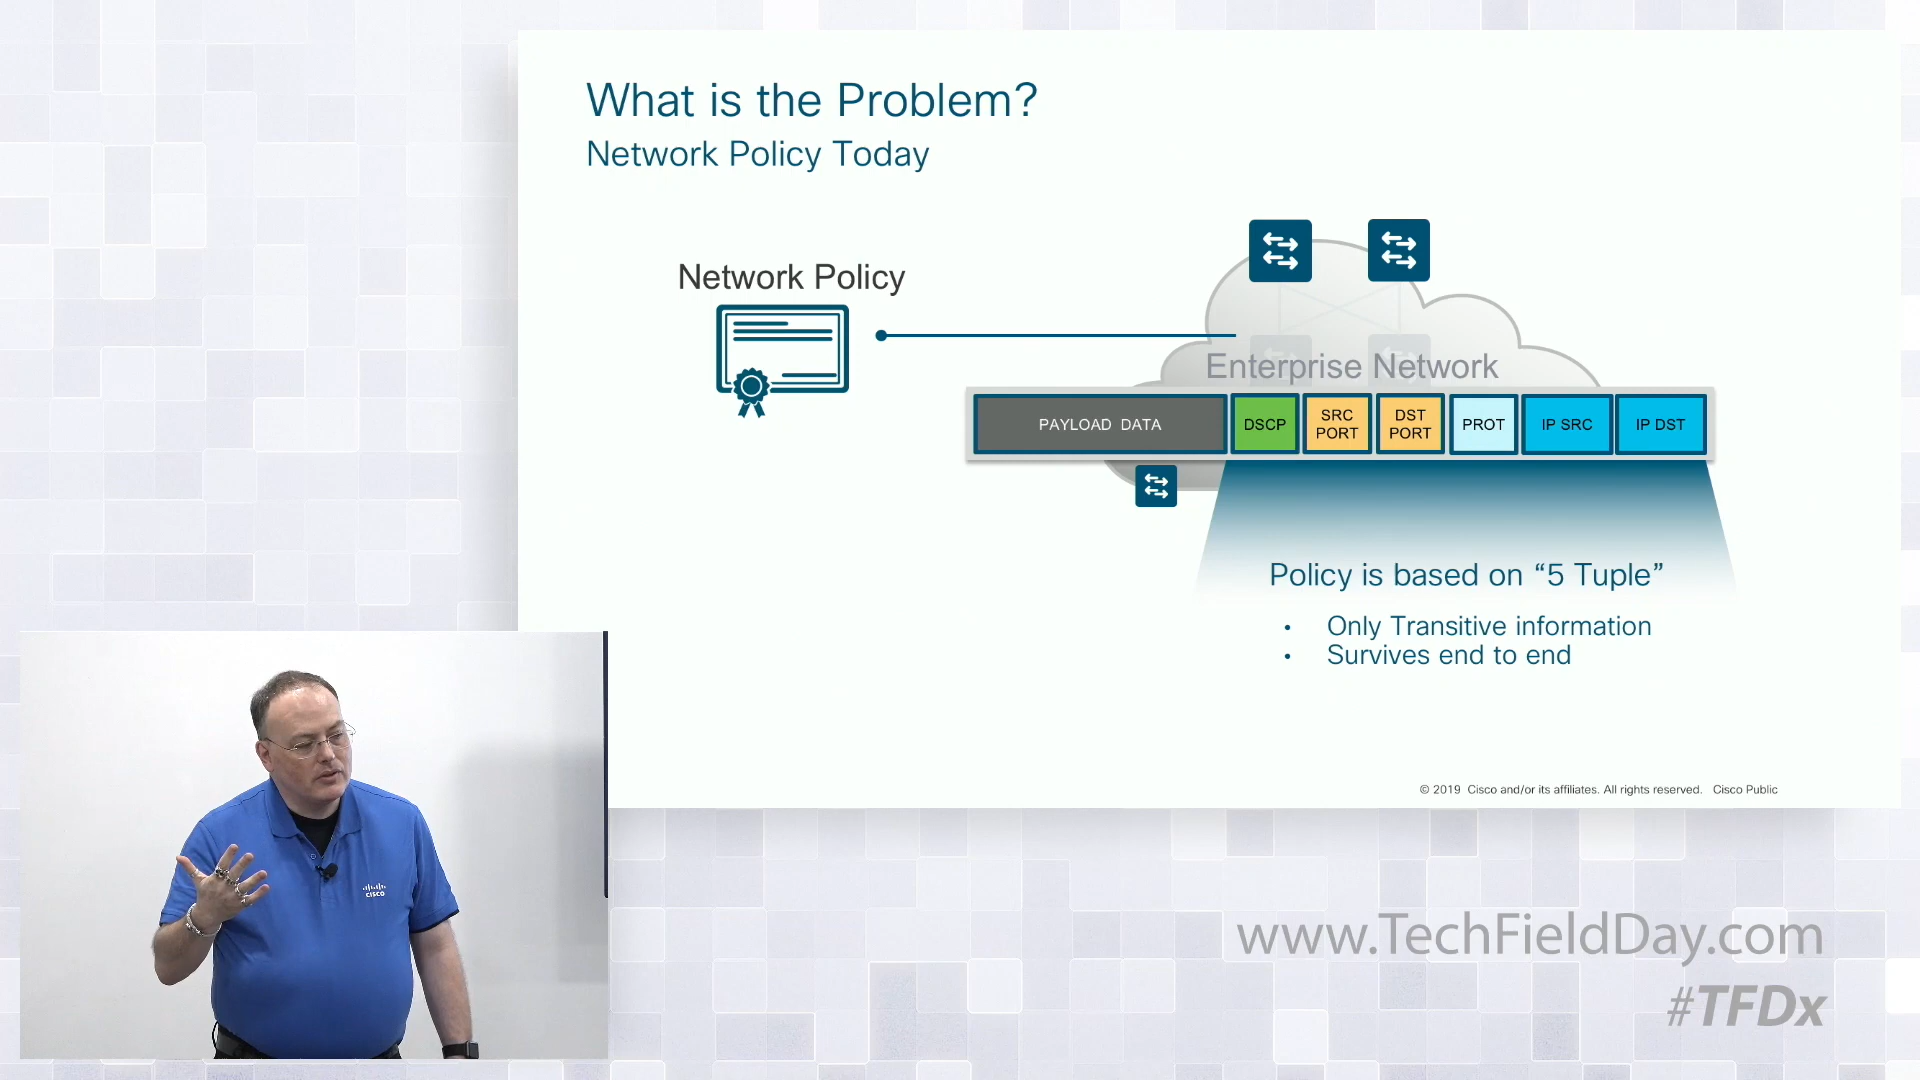 What is the Problem?
Network Policy Today
Network Policy
Enterprise Network
PAYLOAD DATA
DSCP
SRC
PORT
DST
PORT
PROT
IP SRC
IP DST
Policy is based on “5 Tuple”
• Only Transitive information
• Survives end to end
© 2019 Cisco and/or its affiliates. All rights reserved. Cisco Public
CISCO
www.TechFieldDay.com
#TFDx